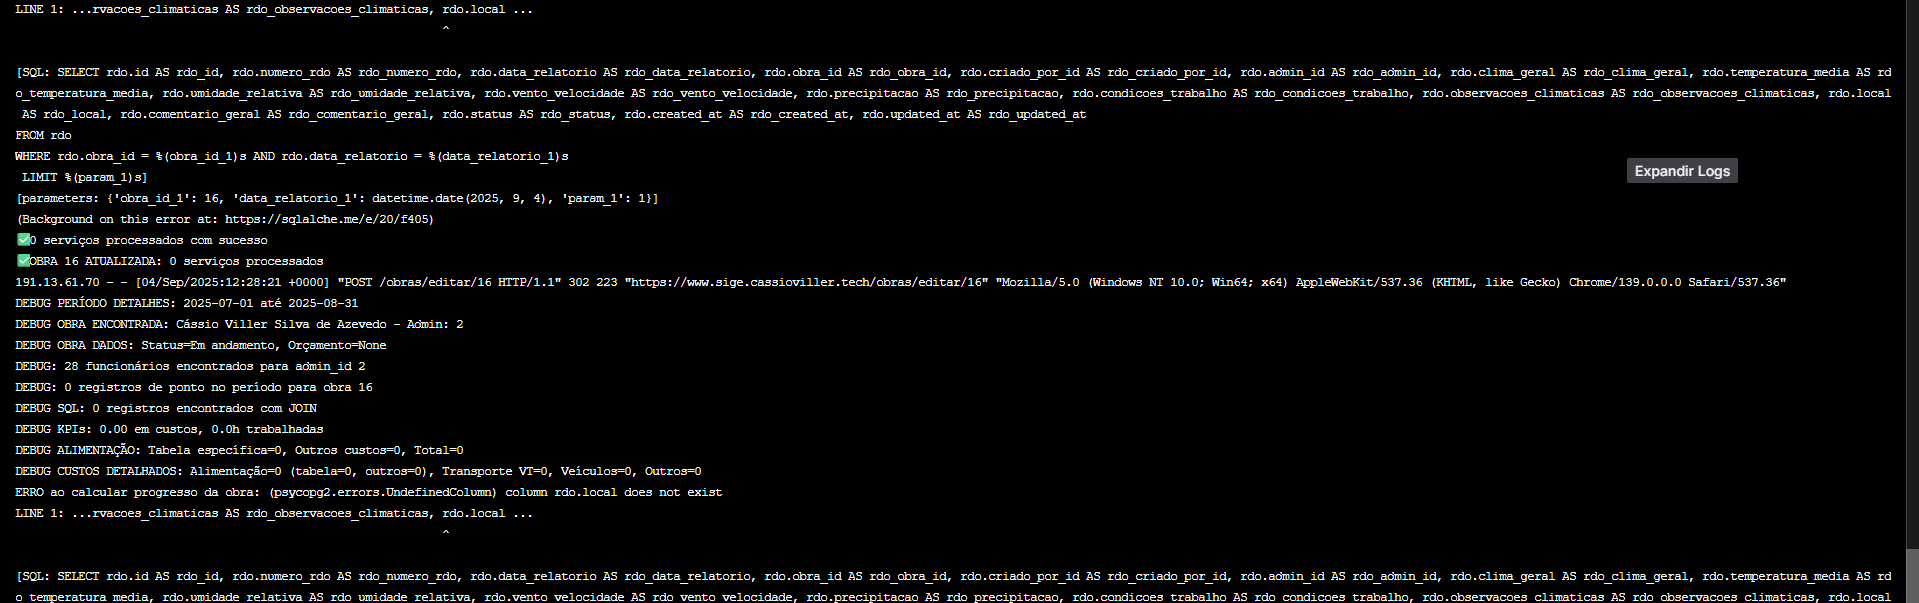 LINE 1: ...rvacoes_climaticas AS rdo_observacoes_climaticas, rdo.local ...
^
[SQL: SELECT rdo.id AS rdo_id, rdo.numero_rdo AS rdo_numero_rdo, rdo.data_relatorio AS rdo_data_relatorio, rdo.obra_id AS rdo_obra_id, rdo.criado_por_id AS rdo_criado_por_id, rdo.admin_id AS rdo_admin_id, rdo.clima_geral AS rdo_clima_geral, rdo.temperatura_media AS rd
o_temperatura_media, rdo.umidade_relativa AS rdo_umidade_relativa, rdo.vento_velocidade AS rdo_vento_velocidade, rdo.precipitacao AS rdo_precipitacao, rdo.condicoes_trabalho AS rdo_condicoes_trabalho, rdo.observacoes_climaticas AS rdo_observacoes_climaticas, rdo.local
AS rdo_local, rdo.comentario_geral AS rdo_comentario_geral, rdo.status AS rdo_status, rdo.created_at AS rdo_created_at, rdo.updated_at AS rdo_updated_at
FROM rdo
WHERE rdo.obra_id = %(obra_id_1)s AND rdo.data_relatorio = %(data_relatorio_1)s
Expandir Logs
LIMIT %(param_1)s]
[parameters: {'obra_id_1': 16, 'data_relatorio_1': datetime.date(2025, 9, 4), 'param_1': 1}]
(Background on this error at: https://sqlalche.me/e/20/f405)
✅0 serviços processados com sucesso
✅OBRA 16 ATUALIZADA: 0 serviços processados
191.13.61.70 - - [04/Sep/2025:12:28:21 +0000] "POST /obras/editar/16 HTTP/1.1" 302 223 "https://www.sige.cassioviller.tech/obras/editar/16" "Mozilla/5.0 (Windows NT 10.0; Win64; x64) AppleWebKit/537.36 (KHTML, like Gecko) Chrome/139.0.0.0 Safari/537.36"
DEBUG PERÍODO DETALHES: 2025-07-01 até 2025-08-31
DEBUG OBRA ENCONTRADA: Cássio Viller Silva de Azevedo - Admin: 2
DEBUG OBRA DADOS: Status=Em andamento, Orçamento=None
DEBUG: 28 funcionários encontrados para admin_id 2
DEBUG: 0 registros de ponto no período para obra 16
DEBUG SQL: 0 registros encontrados com JOIN
DEBUG KPIs: 0.00 em custos, 0.0h trabalhadas
DEBUG ALIMENTAÇÃO: Tabela específica=0, Outros custos=0, Total=0
DEBUG CUSTOS DETALHADOS: Alimentação=0 (tabela=0, outros=0), Transporte VT=0, Veículos=0, Outros=0
ERRO ao calcular progresso da obra: (psycopg2.errors.UndefinedColumn) column rdo.local does not exist
LINE 1: ...rvacoes_climaticas AS rdo_observacoes_climaticas, rdo.local ...
^
[SQL: SELECT rdo.id AS rdo_id, rdo.numero_rdo AS rdo_numero_rdo, rdo.data_relatorio AS rdo_data_relatorio, rdo.obra_id AS rdo_obra_id, rdo.criado_por_id AS rdo_criado_por_id, rdo.admin_id AS rdo_admin_id, rdo.clima_geral AS rdo_clima_geral, rdo.temperatura_media AS rd
o_temperatura_media, rdo.umidade_relativa AS rdo_umidade_relativa, rdo.vento_velocidade AS rdo_vento_velocidade, rdo.precipitacao AS rdo_precipitacao, rdo.condicoes_trabalho AS rdo_condicoes_trabalho, rdo.observacoes_climaticas AS rdo_observacoes_climaticas, rdo.local